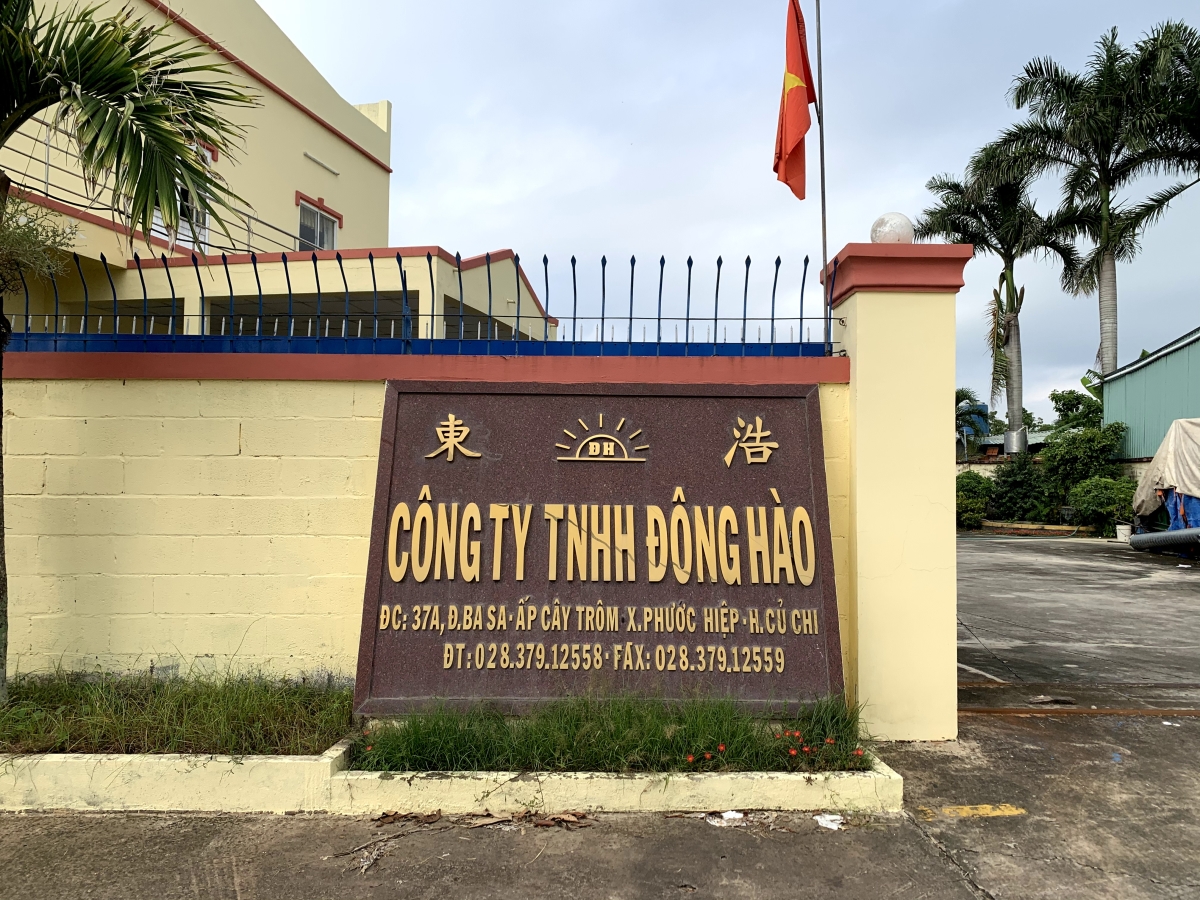 東 ĐH 浩
CÔNG TY TNHH ĐÔNG HÀO
ĐC: 37A, Đ.BA SA · ẤP CÂY TRÔM · X.PHƯỚC HIỆP · H.CỦ CHI
ĐT: 028.379.12558 · FAX: 028.379.12559